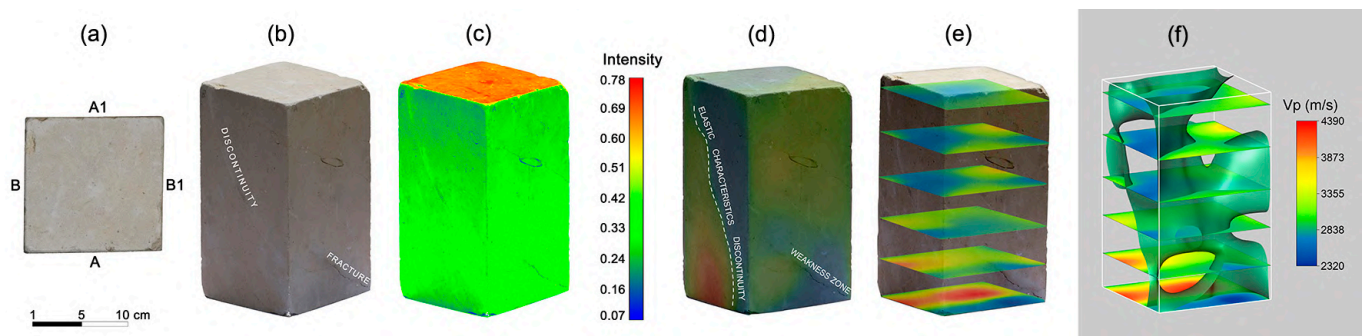 (a)
(b)
(c)
(d)
(e)
(f)
A1
B
B1
A
1 5 10 cm
DISCONTINUITY
FRACTURE
Intensity
0.78
0.69
0.60
0.51
0.42
0.33
0.24
0.16
0.07
ELASTIC CHARACTERISTICS DISCONTINUITY
WEAKNESS ZONE
Vp (m/s)
4390
3873
3355
2838
2320